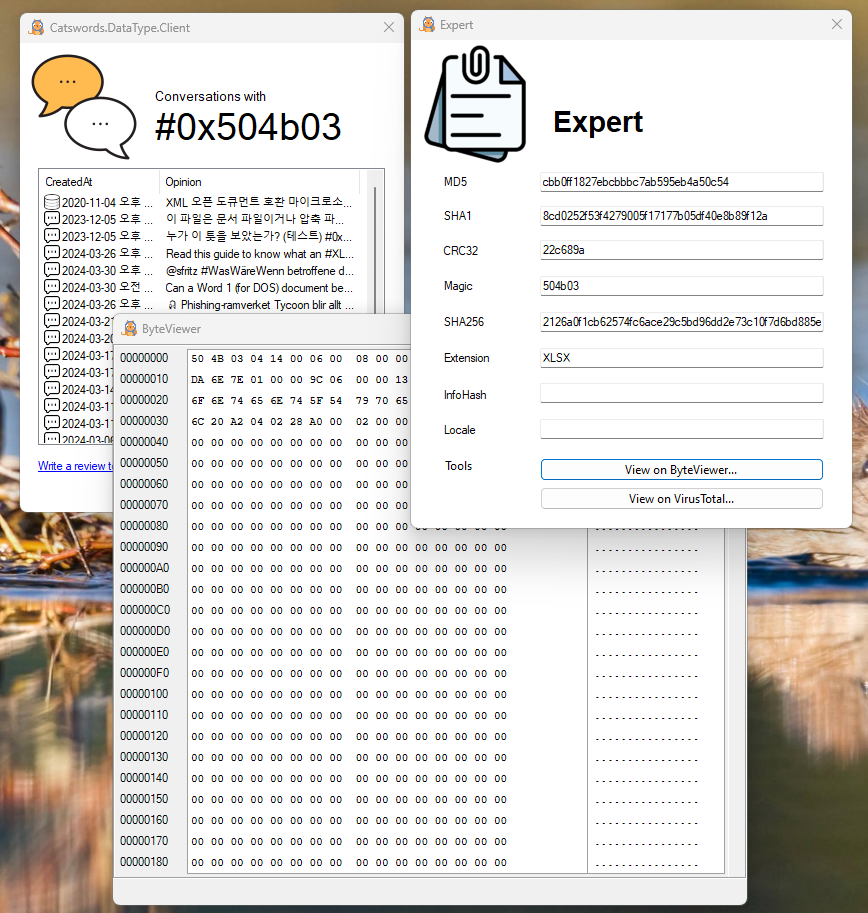 Catswords.DataType.Client
Conversations with
#0x504b03
CreatedAt Opinion
2020-11-04 오후 ... XML 오픈 도큐먼트 호환 마이크로소...
2023-12-05 오후 ... 이 파일은 문서 파일이거나 압축 파...
2023-12-05 오후 ... 누가 이 툿을 보았는가? (테스트) #0x...
2024-03-26 오후 ... Read this guide to know what an #XL...
2024-03-30 오후 ... @sfritz #WasWäreWenn betroffene d...
2024-03-30 오전 ... Can a Word 1 (for DOS) document be...
2024-03-26 오후 ... Phishing-ramverket Tycoon blir allt ...
2024-03-21
2024-03-20
2024-03-17
2024-03-17
2024-03-14
2024-03-11
2024-03-11
2024-03-06
Write a review to
Expert
Expert
MD5 cbb0ff1827ebcbbbc7ab595eb4a50c54
SHA1 8cd0252f53f4279005f17177b05df40e8b89f12a
CRC32 22c689a
Magic 504b03
SHA256 2126a0f1cb62574fc6ace29c5bd96dd2e73c10f7d6bd885e
Extension XLSX
InfoHash
Locale
Tools View on ByteViewer...
View on VirusTotal...
ByteViewer
00000000 50 4B 03 04 14 00 06 00 08 00 00
00000010 DA 6E 7E 01 00 00 9C 06 00 00 13
00000020 6F 6E 74 65 6E 74 5F 54 79 70 65
00000030 6C 20 A2 04 02 28 A0 00 02 00 00
00000040 00 00 00 00 00 00 00 00 00 00 00
00000050 00 00 00 00 00 00 00 00 00 00 00
00000060 00 00 00 00 00 00 00 00 00 00 00
00000070 00 00 00 00 00 00 00 00 00 00 00
00000080 00 00 00 00 00 00 00 00 00 00 00 00 00 00 00 00
00000090 00 00 00 00 00 00 00 00 00 00 00 00 00 00 00 00 ................
000000A0 00 00 00 00 00 00 00 00 00 00 00 00 00 00 00 00 ................
000000B0 00 00 00 00 00 00 00 00 00 00 00 00 00 00 00 00 ................
000000C0 00 00 00 00 00 00 00 00 00 00 00 00 00 00 00 00 ................
000000D0 00 00 00 00 00 00 00 00 00 00 00 00 00 00 00 00 ................
000000E0 00 00 00 00 00 00 00 00 00 00 00 00 00 00 00 00 ................
000000F0 00 00 00 00 00 00 00 00 00 00 00 00 00 00 00 00 ................
00000100 00 00 00 00 00 00 00 00 00 00 00 00 00 00 00 00 ................
00000110 00 00 00 00 00 00 00 00 00 00 00 00 00 00 00 00 ................
00000120 00 00 00 00 00 00 00 00 00 00 00 00 00 00 00 00 ................
00000130 00 00 00 00 00 00 00 00 00 00 00 00 00 00 00 00 ................
00000140 00 00 00 00 00 00 00 00 00 00 00 00 00 00 00 00 ................
00000150 00 00 00 00 00 00 00 00 00 00 00 00 00 00 00 00 ................
00000160 00 00 00 00 00 00 00 00 00 00 00 00 00 00 00 00 ................
00000170 00 00 00 00 00 00 00 00 00 00 00 00 00 00 00 00 ................
00000180 00 00 00 00 00 00 00 00 00 00 00 00 00 00 00 00 ................